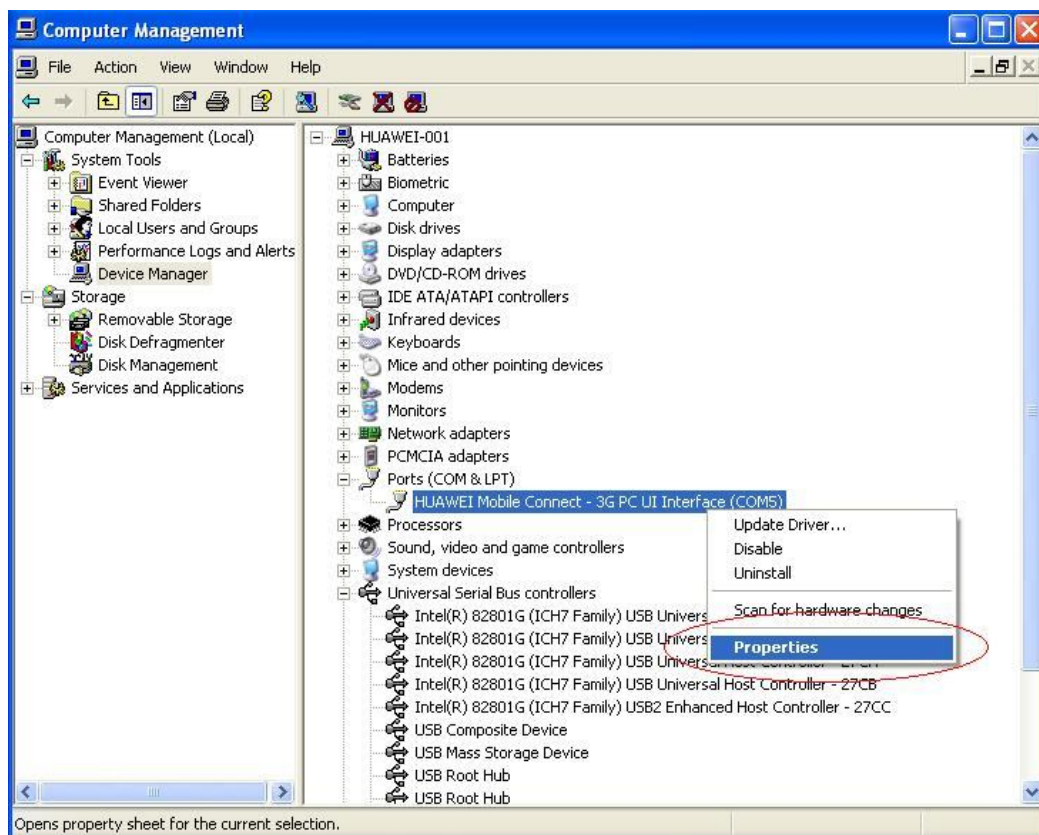 Computer Management
File Action View Window Help
Computer Management (Local)
System Tools
Event Viewer
Shared Folders
Local Users and Groups
Performance Logs and Alerts
Device Manager
Storage
Removable Storage
Disk Defragmenter
Disk Management
Services and Applications
HUAWEI-001
Batteries
Biometric
Computer
Disk drives
Display adapters
DVD/CD-ROM drives
IDE ATA/ATAPI controllers
Infrared devices
Keyboards
Mice and other pointing devices
Modems
Monitors
Network adapters
PCMCIA adapters
Ports (COM & LPT)
HUAWEI Mobile Connect - 3G PC UI Interface (COM5)
Processors
Sound, video and game controllers
System devices
Universal Serial Bus controllers
Intel(R) 82801G (ICH7 Family) USB Univers
Intel(R) 82801G (ICH7 Family) USB Univers
Intel(R) 82801G (ICH7 Family) USB Universal Host Controller -
Intel(R) 82801G (ICH7 Family) USB Universal Host Controller - 27CB
Intel(R) 82801G (ICH7 Family) USB2 Enhanced Host Controller - 27CC
USB Composite Device
USB Mass Storage Device
USB Root Hub
USB Root Hub
Update Driver...
Disable
Uninstall
Scan for hardware changes
Properties
Opens property sheet for the current selection.